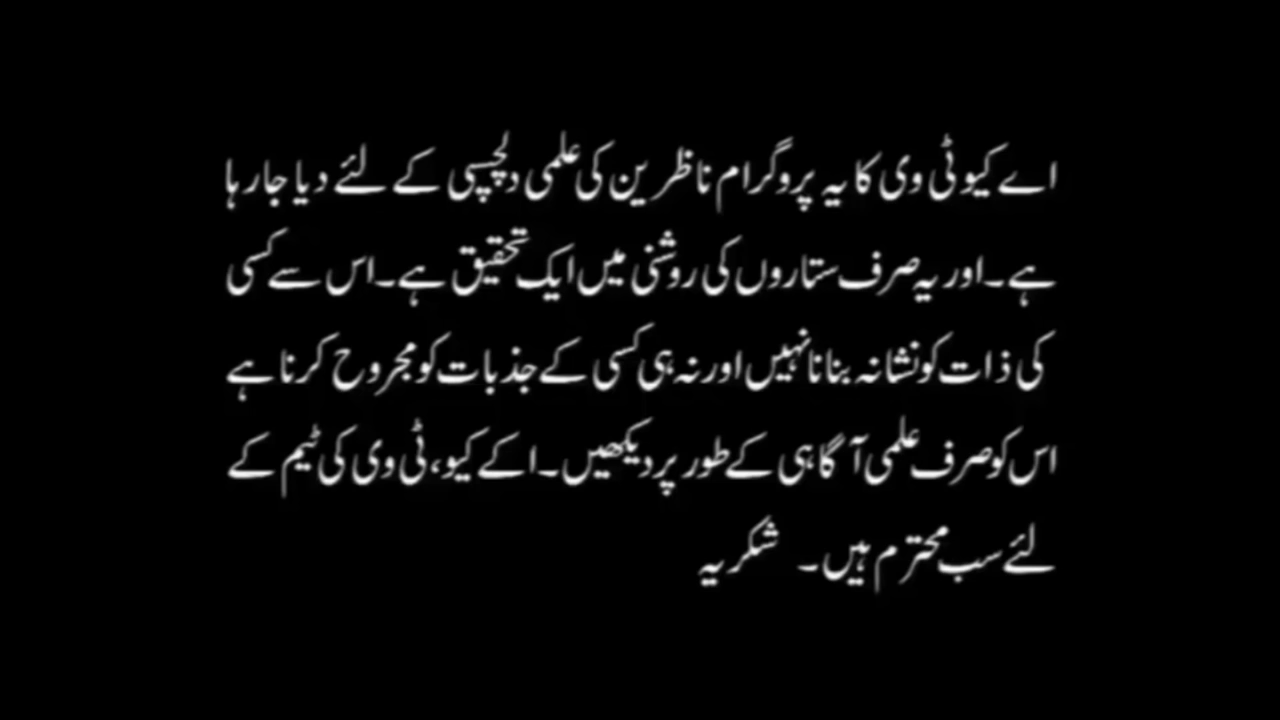 اے کیو ٹی وی کا یہ پروگرام ناظرین کی علمی دلچسپی کے لئے دیا جارہا
ہے۔اور یہ صرف ستاروں کی روشنی میں ایک تحقیق ہے۔اس سے کسی
کی ذات کو نشانہ بنانا نہیں اور نہ ہی کسی کے جذبات کو مجروح کرنا ہے
اس کو صرف علمی آگاہی کے طور پر دیکھیں۔اکے کیو،ٹی وی کی ٹیم کے
لئے سب محترم ہیں۔ شکریہ